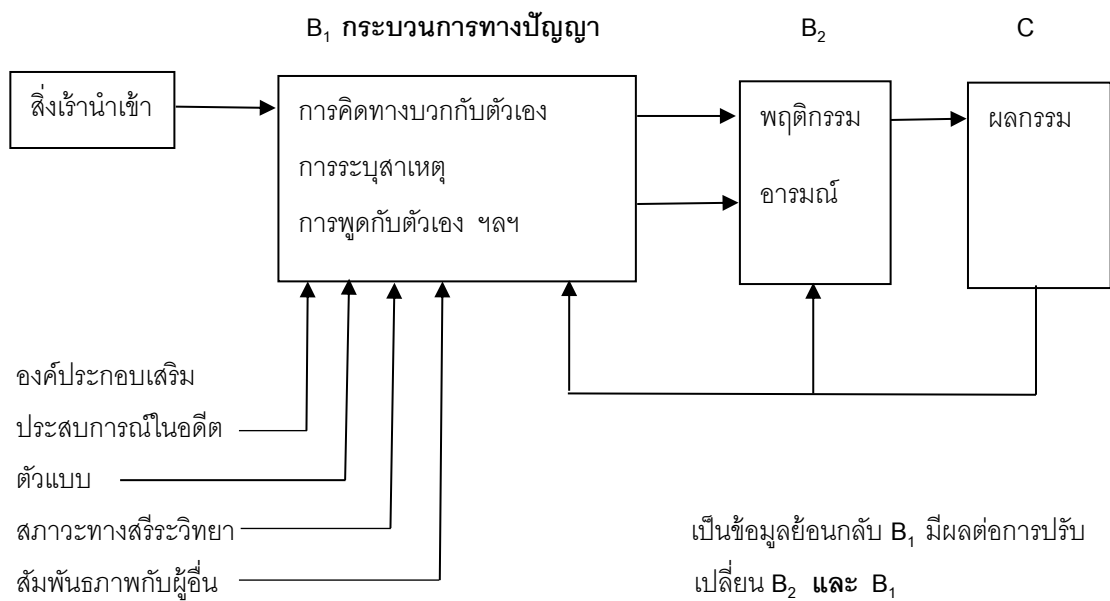 B₁ กระบวนการทางปัญญา B₂ C
สิ่งเร้านำเข้า
การคิดทางบวกกับตัวเอง
การระบุสาเหตุ
การพูดกับตัวเอง ฯลฯ
พฤติกรรม
อารมณ์
ผลกรรม
องค์ประกอบเสริม
ประสบการณ์ในอดีต
ตัวแบบ
สภาวะทางสรีระวิทยา
สัมพันธภาพกับผู้อื่น
เป็นข้อมูลย้อนกลับ B₁ มีผลต่อการปรับ
เปลี่ยน B₂ และ B₁